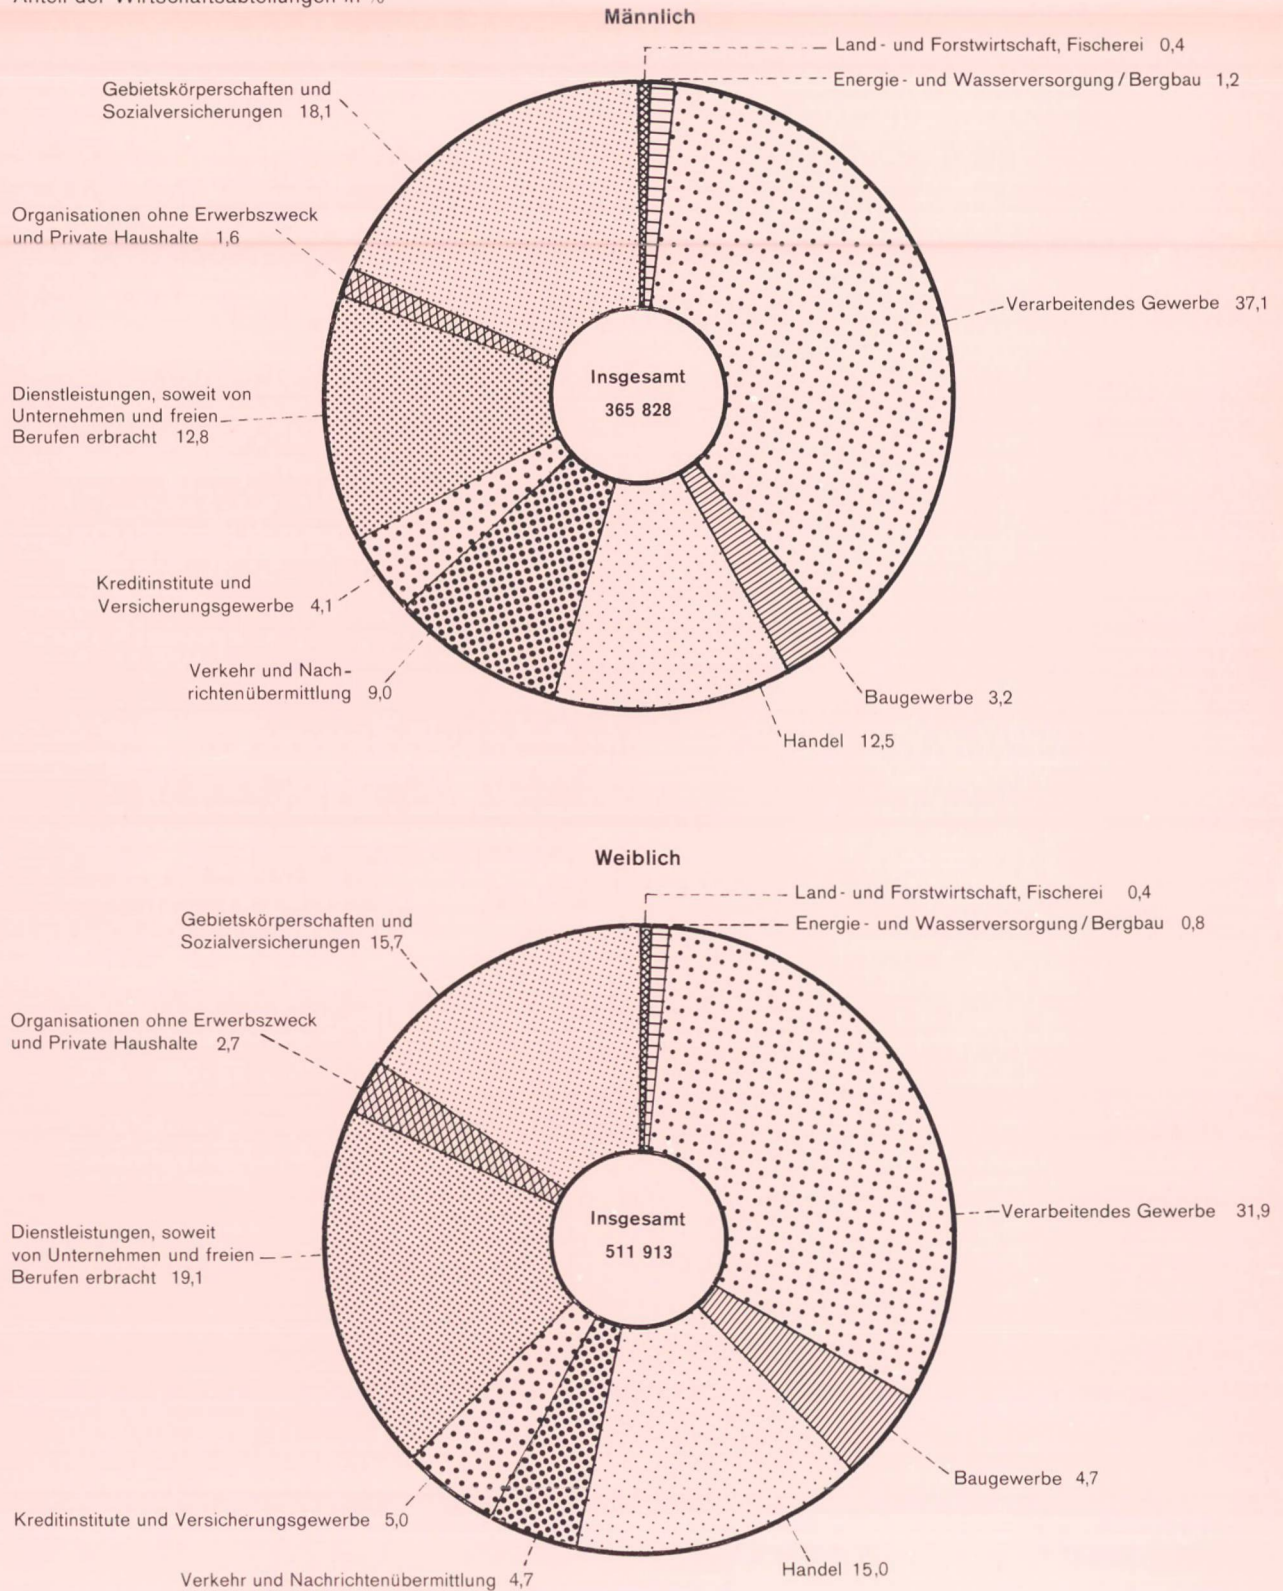 Anteil der Wirtschaftsabteilungen in %
Männlich
Land- und Forstwirtschaft, Fischerei 0,4
Energie- und Wasserversorgung / Bergbau 1,2
Gebietskörperschaften und
Sozialversicherungen 18,1
Organisationen ohne Erwerbszweck
und Private Haushalte 1,6
Verarbeitendes Gewerbe 37,1
Insgesamt
365 828
Dienstleistungen, soweit von
Unternehmen und freien
Berufen erbracht 12,8
Kreditinstitute und
Versicherungsgewerbe 4,1
Verkehr und Nach-
richtenübermittlung 9,0
Baugewerbe 3,2
Handel 12,5
Weiblich
Land- und Forstwirtschaft, Fischerei 0,4
Energie- und Wasserversorgung / Bergbau 0,8
Gebietskörperschaften und
Sozialversicherungen 15,7
Organisationen ohne Erwerbszweck
und Private Haushalte 2,7
Verarbeitendes Gewerbe 31,9
Insgesamt
511 913
Dienstleistungen, soweit
von Unternehmen und freien
Berufen erbracht 19,1
Baugewerbe 4,7
Kreditinstitute und Versicherungsgewerbe 5,0
Handel 15,0
Verkehr und Nachrichtenübermittlung 4,7